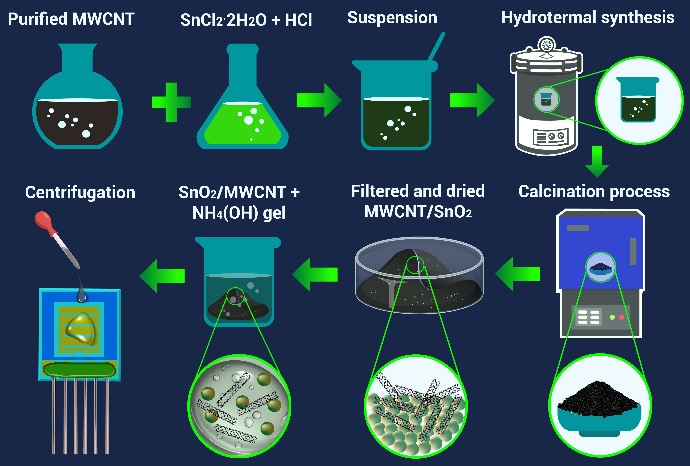 Purified MWCNT
SnCl2·2H2O + HCl
Suspension
Hydrotermal synthesis
Centrifugation
SnO2/MWCNT +
NH4(OH) gel
Filtered and dried
MWCNT/SnO2
Calcination process